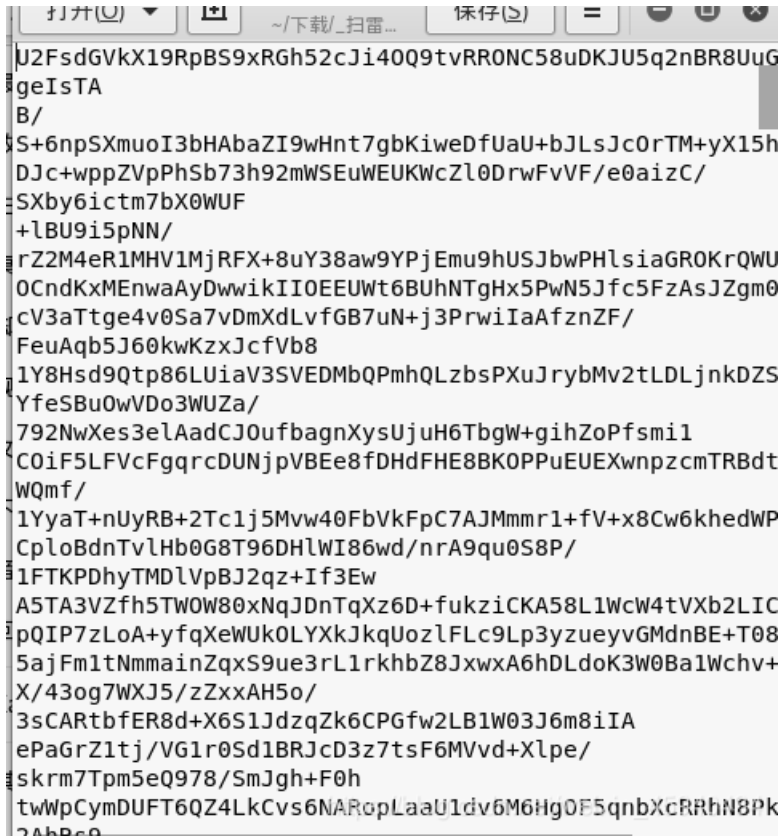 打开(O)
~/下载/_扫雷...
保存(S)
U2FsdGVkX19RpBS9xRGh52cJi4OQ9tvRRONC58uDKJU5q2nBR8UuG
geIsTA
B/
S+6npSXmuoI3bHAbaZI9wHnt7gbKiweDfUaU+bJLsJcOrTM+yX15h
DJc+wppZVpPhSb73h92mWSEuWEUKWcZl0DrwFvVF/e0aizC/
SXby6ictm7bX0WUF
+lBU9i5pNN/
rZ2M4eR1MHV1MjRFX+8uY38aw9YPjEmu9hUSJbwPHlsiaGROKrQWU
OCndKxMEnwaAyDwwikIIOEEUWt6BUhNTgHx5PwN5Jfc5FzAsJZgm0
cV3aTtge4v0Sa7vDmXdLvfGB7uN+j3PrwiIaAfznZF/
FeuAqb5J60kwKzxJcfVb8
1Y8Hsd9Qtp86LUiaV3SVEDMbQPmhQLzbsPXuJrybMv2tLDLjnkDZS
YfeSBuOwVDo3WUZa/
792NwXes3elAadCJOufbagnXysUjuH6TbgW+gihZoPfsmi1
COiF5LFVcFgqrcDUNjpVBEe8fDHdFHE8BKOPPuEUEXwnpzcmTRBdt
WQmf/
1YyaT+nUyRB+2Tc1j5Mvw40FbVkFpC7AJMmmr1+fV+x8Cw6khedWP
CploBdnTvlHb0G8T96DHlWI86wd/nrA9qu0S8P/
1FTKPDhyTMDlVpBJ2qz+If3Ew
A5TA3VZfh5TWOW80xNqJDnTqXz6D+fukziCKA58L1WcW4tVXb2LIC
pQIP7zLoA+yfqXeWUkOLYXkJkqUozlFLc9Lp3yzueyvGMdnBE+T08
5ajFm1tNmmainZqxS9ue3rL1rkhbZ8JxwxA6hDLdoK3W0Ba1Wchv+
X/43og7WXJ5/zZxxAH5o/
3sCARtbfER8d+X6S1JdzqZk6CPGfw2LB1W03J6m8iIA
ePaGrZ1tj/VG1r0Sd1BRJcD3z7tsF6MVvd+Xlpe/
skrm7Tpm5eQ978/SmJgh+F0h
twWpCymDUFT6QZ4LkCvs6NARopLaaU1dv6M6HgOF5qnbXcRRhN8Pk